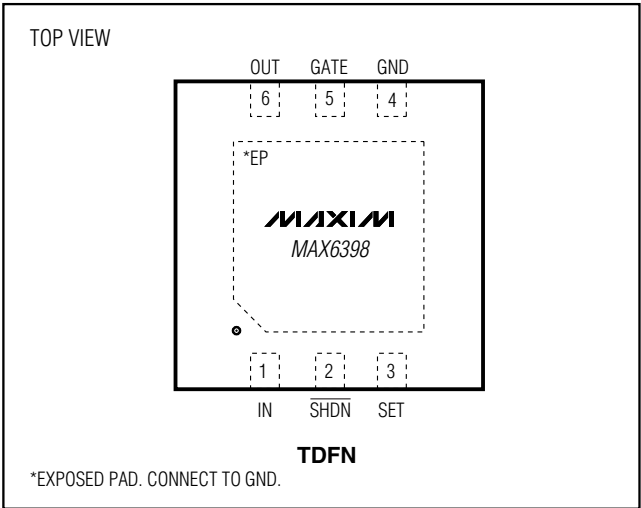 TOP VIEW
OUT GATE GND
6 5 4
*EP
MAXIM
MAX6398
1 2 3
IN SHDN SET
TDFN
*EXPOSED PAD. CONNECT TO GND.